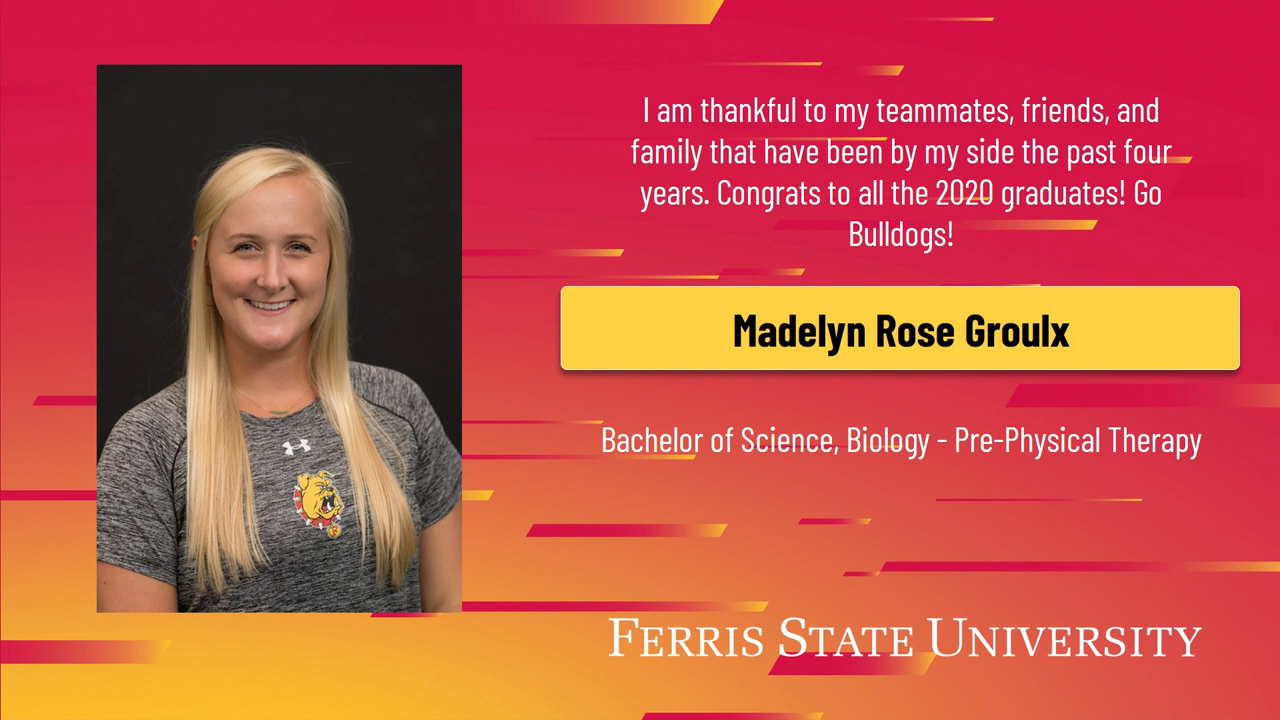 I am thankful to my teammates, friends, and
family that have been by my side the past four
years. Congrats to all the 2020 graduates! Go
Bulldogs!
Madelyn Rose Groulx
Bachelor of Science, Biology - Pre-Physical Therapy
FERRIS STATE UNIVERSITY